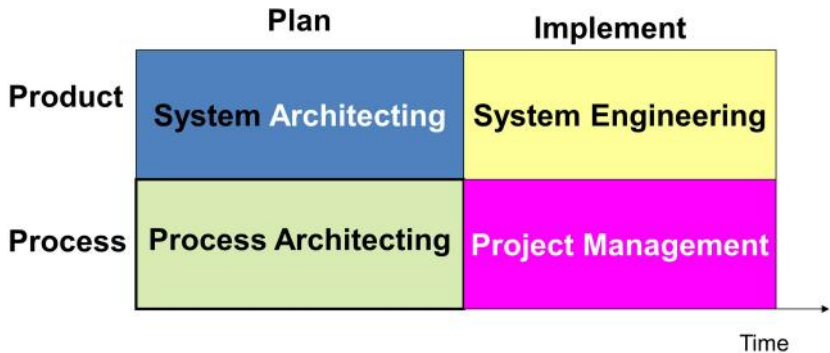 Plan Implement
Product System Architecting System Engineering
Process Process Architecting Project Management
Time